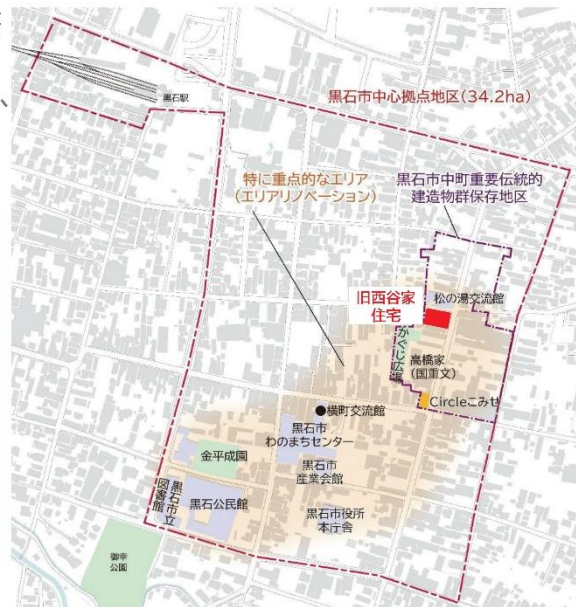 、
黒石駅
黒石市中心拠点地区(34.2ha)
特に重点的なエリア
(エリアリノベーション)
黒石市中町重要伝統的
建造物群保存地区
旧西谷家
住宅
松の湯交流館
かぐじ広場
高橋家
(国重文)
Circleこみせ
●横町交流館
黒石市
わのまちセンター
金平成園
黒石市
産業会館
黒石市立
図書館
黒石公民館
黒石市役所
本庁舎
御幸
公園